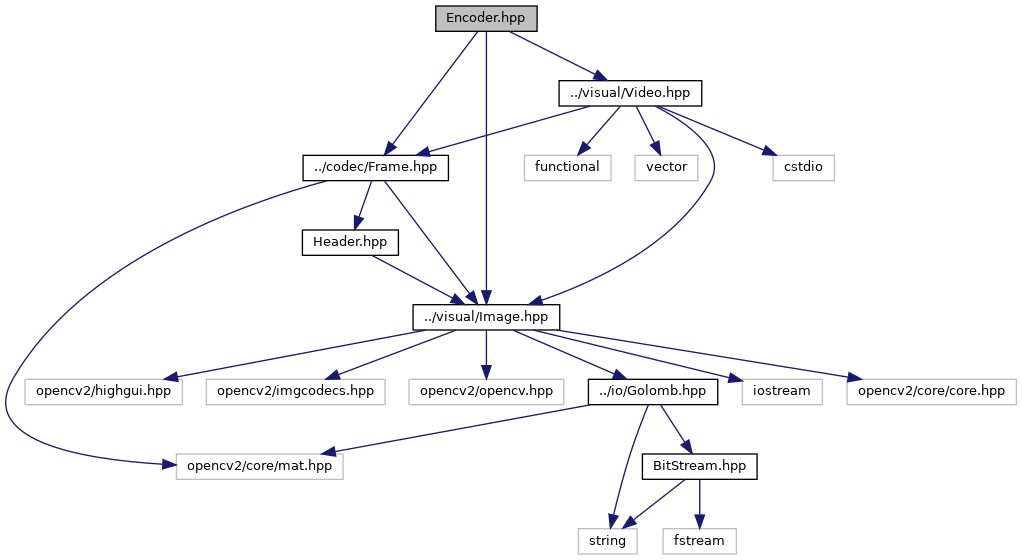 Encoder.hpp
../visual/Video.hpp
../codec/Frame.hpp
functional
vector
cstdio
Header.hpp
../visual/Image.hpp
opencv2/highgui.hpp
opencv2/imgcodecs.hpp
opencv2/opencv.hpp
../io/Golomb.hpp
iostream
opencv2/core/core.hpp
opencv2/core/mat.hpp
BitStream.hpp
string
fstream